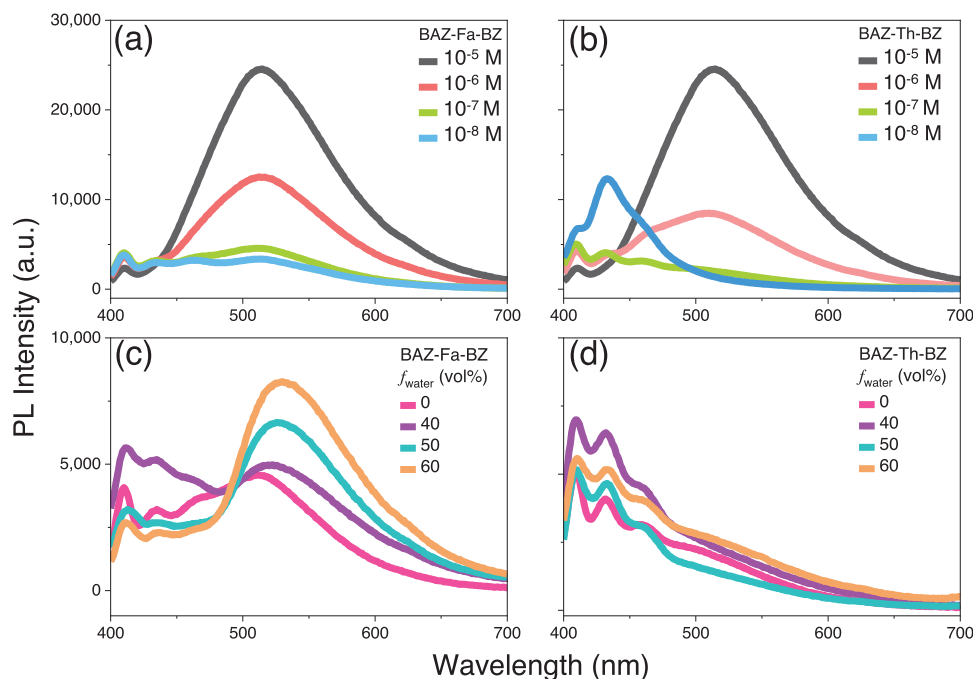 PL Intensity (a.u.)
30,000
20,000
10,000
0
(a)
BAZ-Fa-BZ
10⁻⁵ M
10⁻⁶ M
10⁻⁷ M
10⁻⁸ M
400 500 600 700
(b)
BAZ-Th-BZ
10⁻⁵ M
10⁻⁶ M
10⁻⁷ M
10⁻⁸ M
400 500 600 700
10,000
5,000
0
(c)
BAZ-Fa-BZ
f water (vol%)
0
40
50
60
400 500 600 700
(d)
BAZ-Th-BZ
f water (vol%)
0
40
50
60
400 500 600 700
Wavelength (nm)